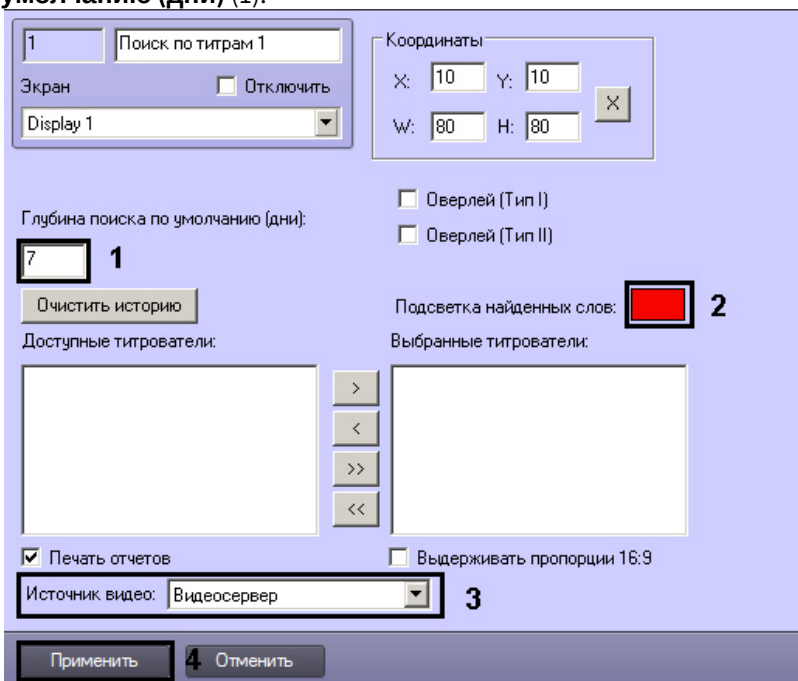 умолчанию (дни) (1).
1 Поиск по титрам 1
Экран Отключить
Display 1
Координаты
X: 10 Y: 10
X
W: 80 H: 80
Оверлей (Тип I)
Оверлей (Тип II)
Глубина поиска по умолчанию (дни):
7 1
Очистить историю
Подсветка найденных слов: 2
Доступные титрователи:
Выбранные титрователи:
>
<
>>
<<
Печать отчетов
Выдерживать пропорции 16:9
Источник видео: Видеосервер 3
Применить 4 Отменить